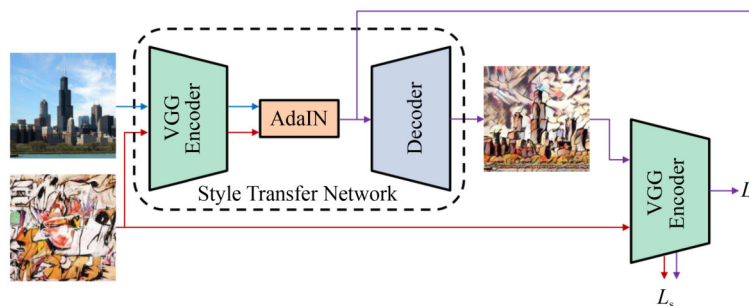 VGG
Encoder
AdaIN
Decoder
Style Transfer Network
VGG
Encoder
L
Ls